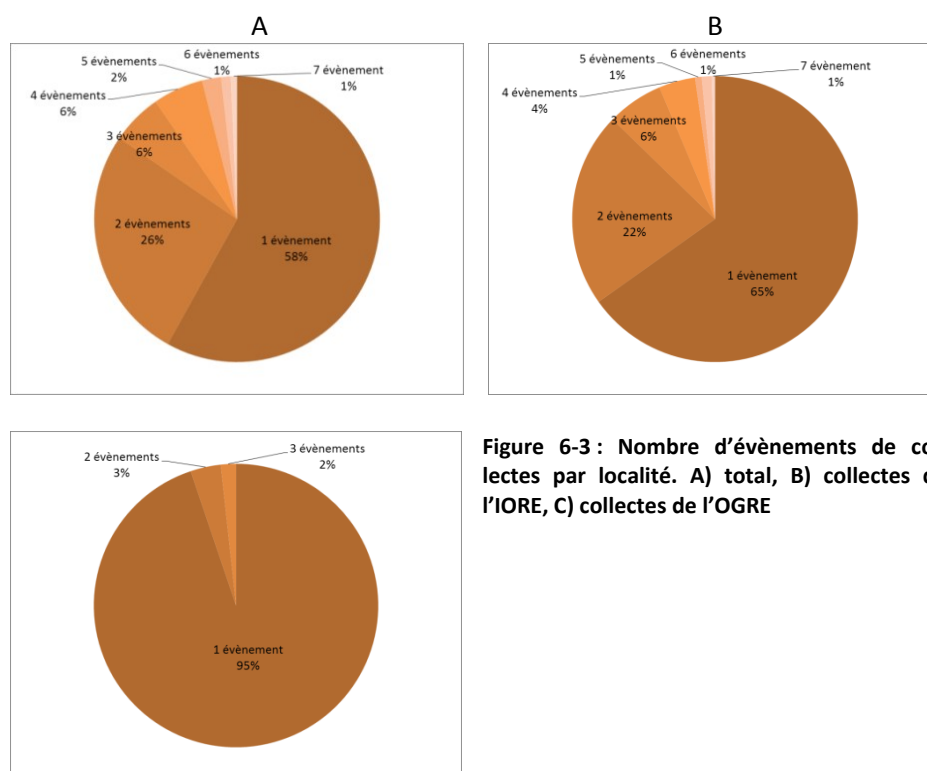 A
6 évènements
1%
5 évènements
2%
7 évènement
1%
4 évènements
6%
3 évènements
6%
2 évènements
26%
1 évènement
58%
B
6 évènements
1%
5 évènements
1%
7 évènement
1%
4 évènements
4%
3 évènements
6%
2 évènements
22%
1 évènement
65%
3 évènements
2%
2 évènements
3%
1 évènement
95%
Figure 6-3 : Nombre d’évènements de co
lectes par localité. A) total, B) collectes
l’IORE, C) collectes de l’OGRE